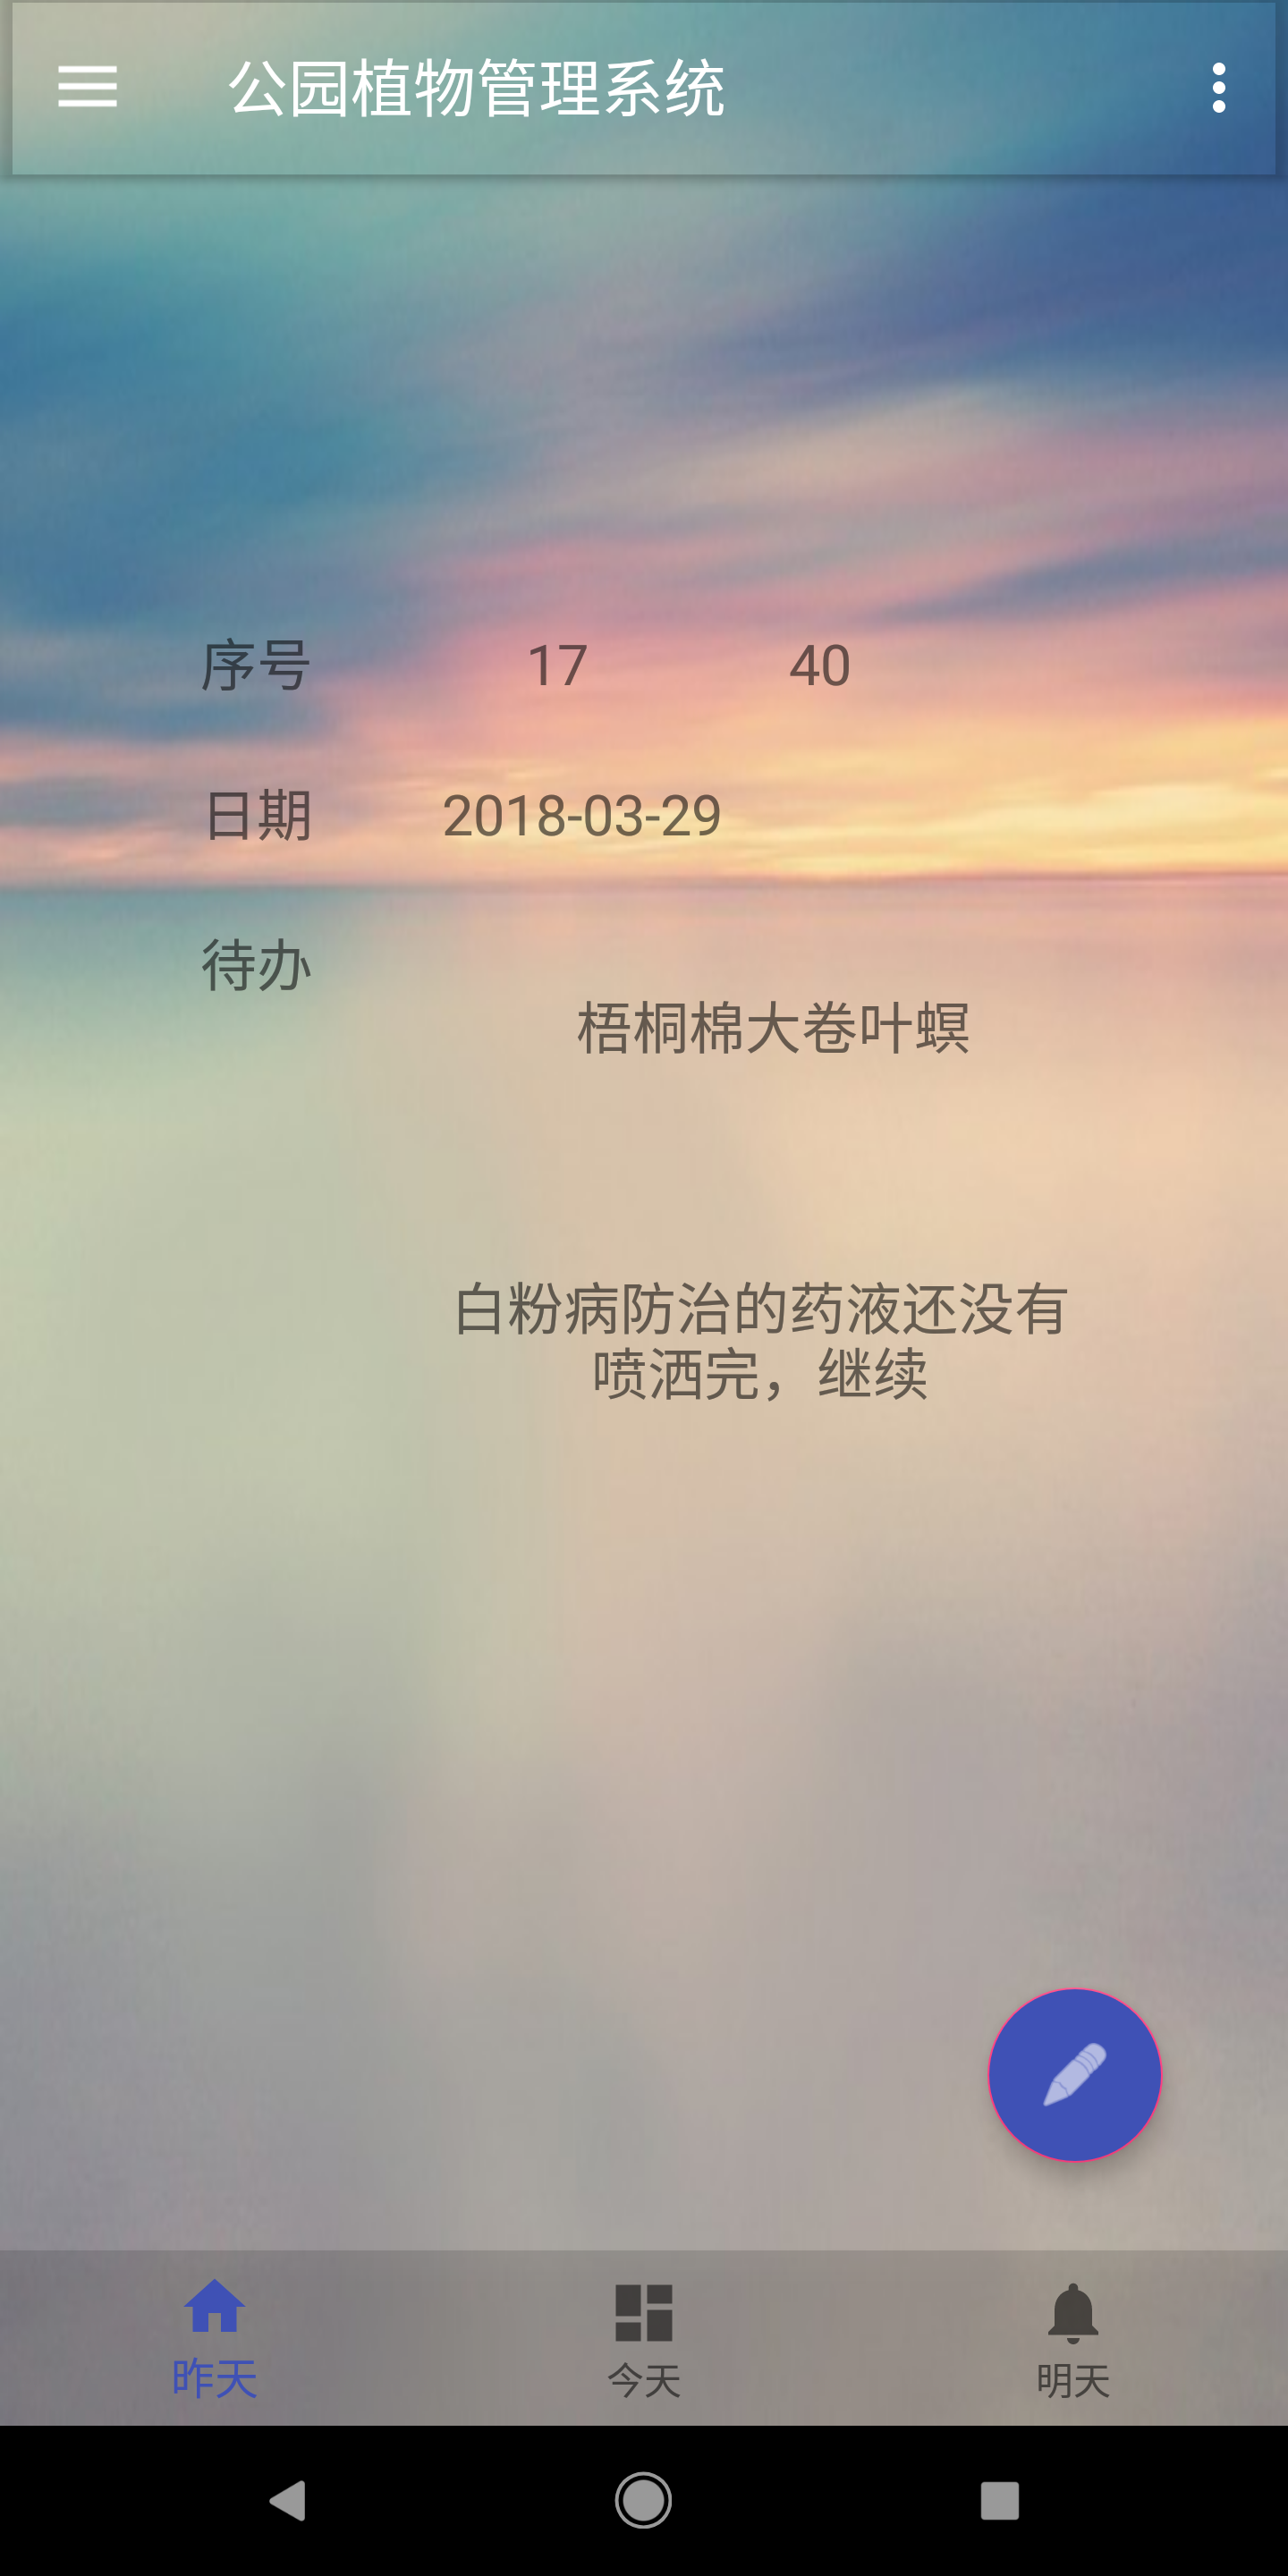 公园植物管理系统
序号 17 40
日期 2018-03-29
待办
梧桐棉大卷叶螟
白粉病防治的药液还没有
喷洒完，继续
昨天 今天 明天